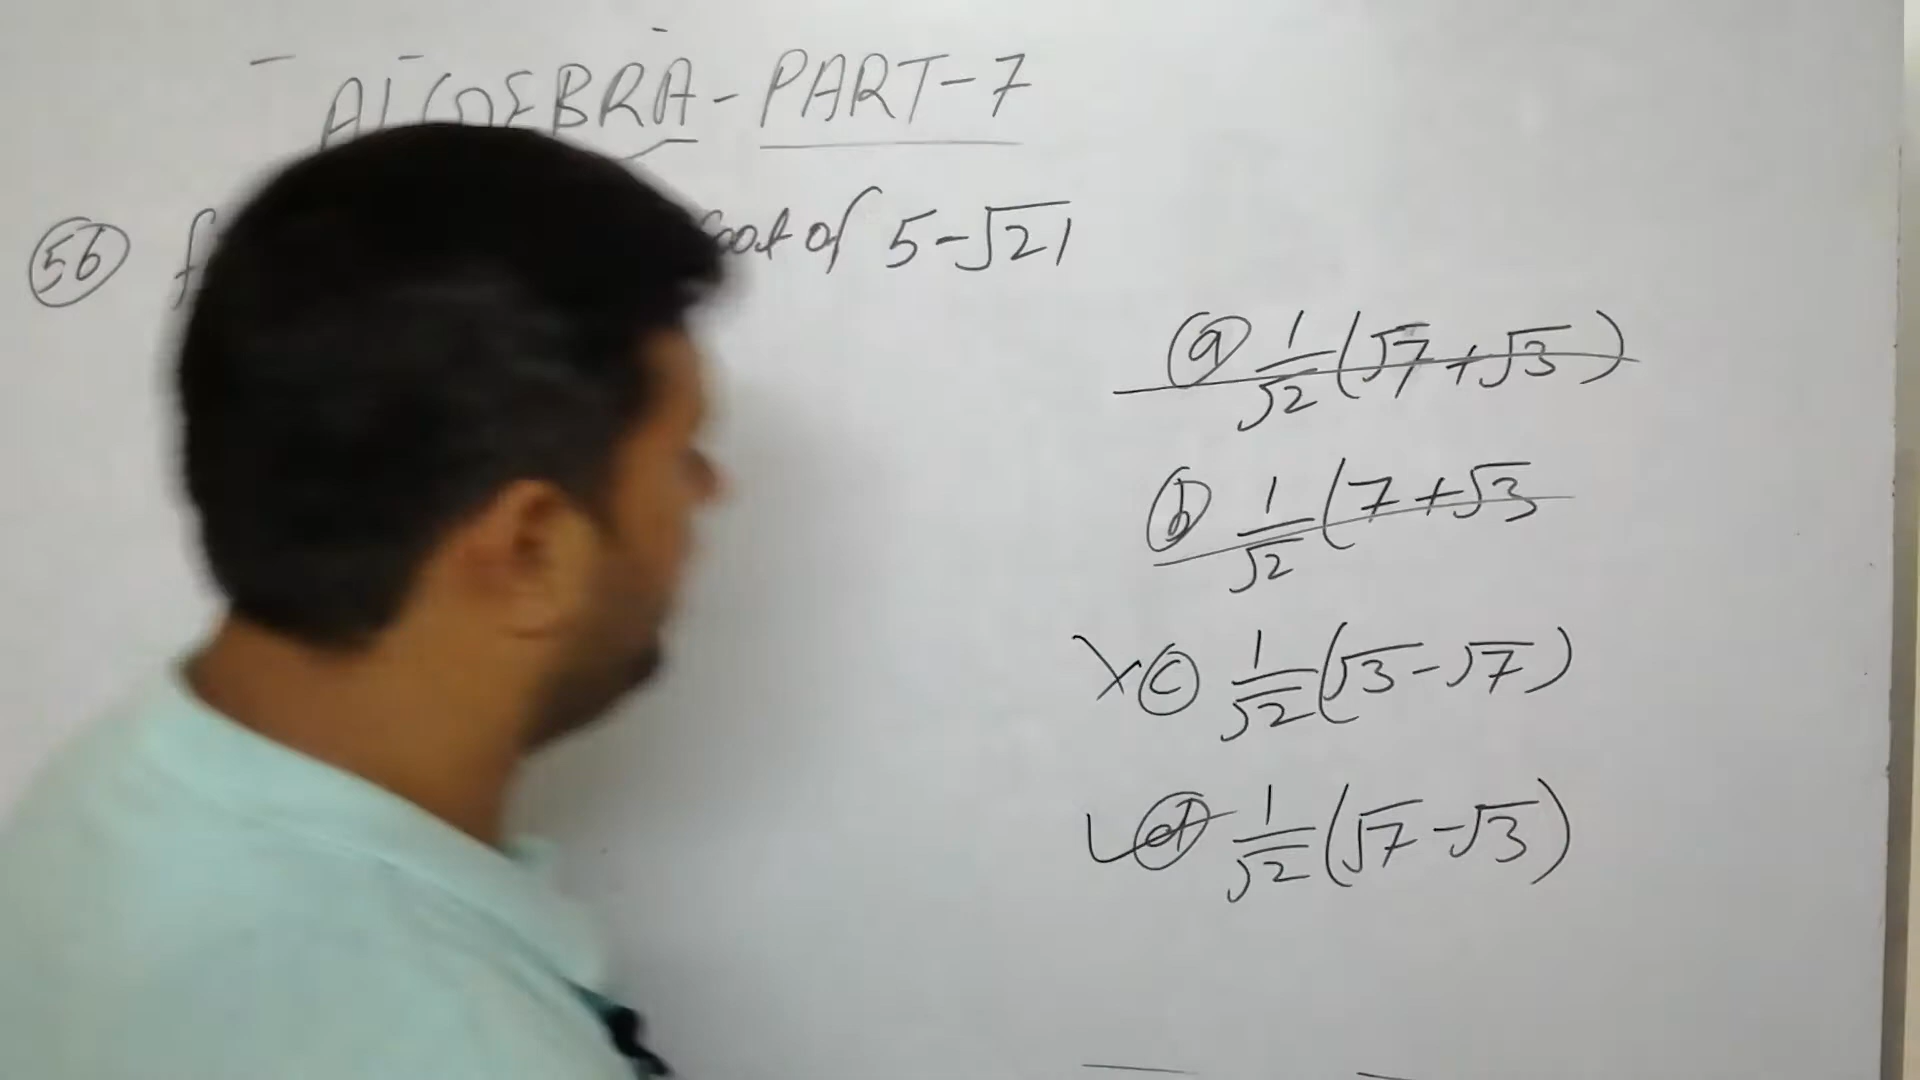 ALGEBRA - PART - 7
56 of 5-√21
(a) 1/√2 (√7+√3)
(b) 1/√2 (7+√3
(c) 1/√2 (√3-√7)
(d) 1/√2 (√7-√3)